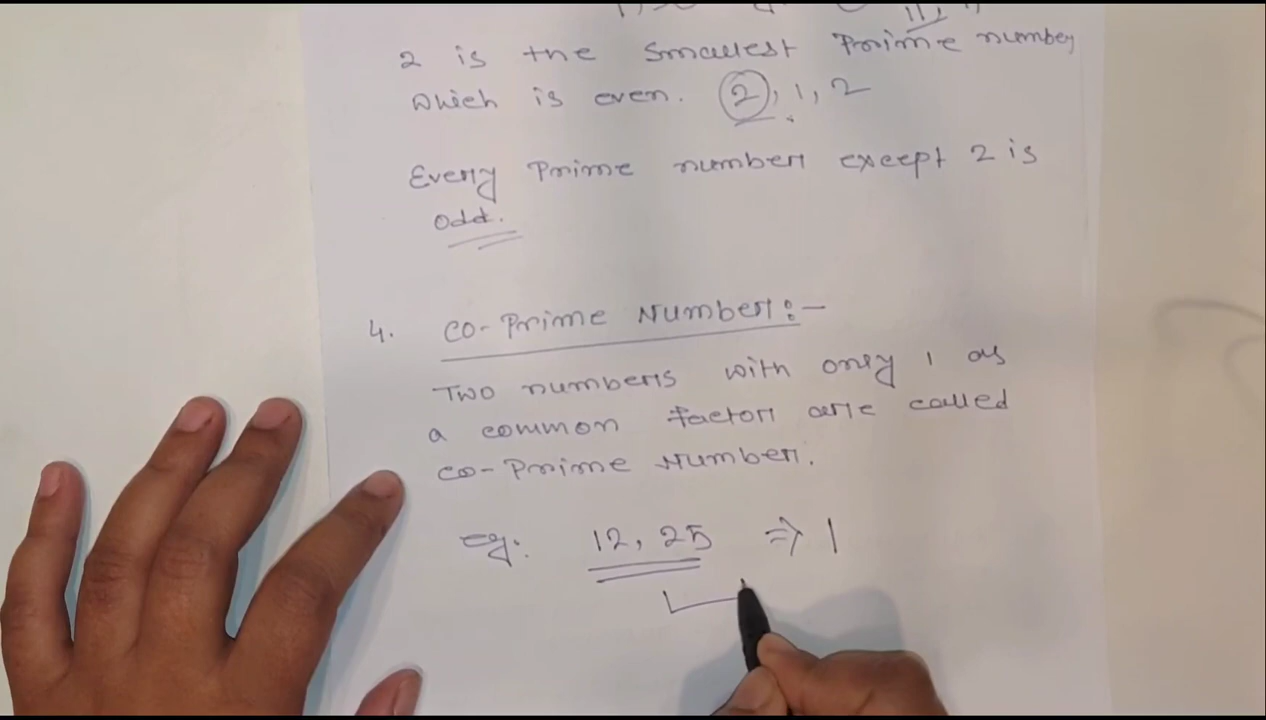 2 is the smallest Prime number
which is even. 2, 1, 2
Every Prime number except 2 is
odd.
4. co-Prime Number:-
Two numbers with only 1 as
a common factor are called
co-Prime Number.
eg. 12, 25 ⇒ 1